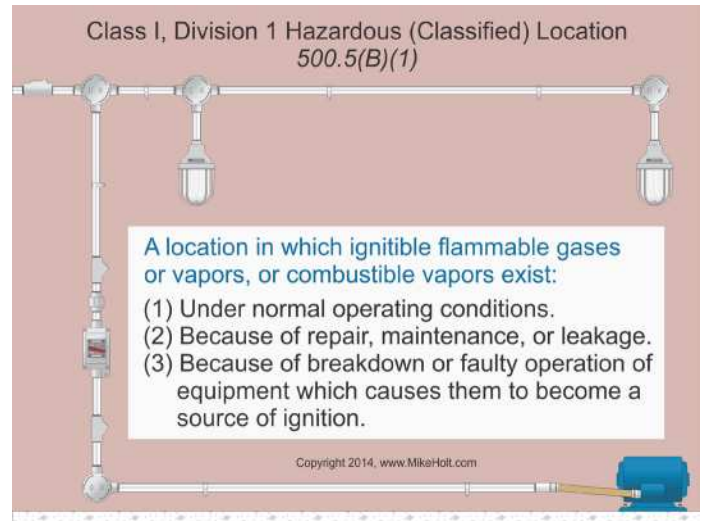 Class I, Division 1 Hazardous (Classified) Location
500.5(B)(1)
A location in which ignitible flammable gases
or vapors, or combustible vapors exist:
(1) Under normal operating conditions.
(2) Because of repair, maintenance, or leakage.
(3) Because of breakdown or faulty operation of
equipment which causes them to become a
source of ignition.
Copyright 2014, www.MikeHolt.com